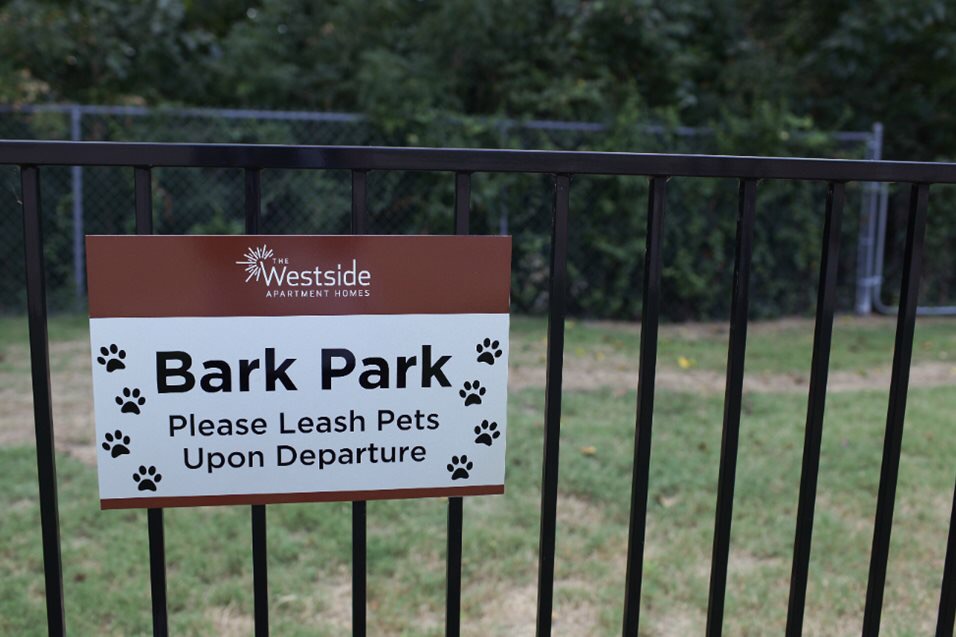 THE
Westside
APARTMENT HOMES
Bark Park
Please Leash Pets
Upon Departure